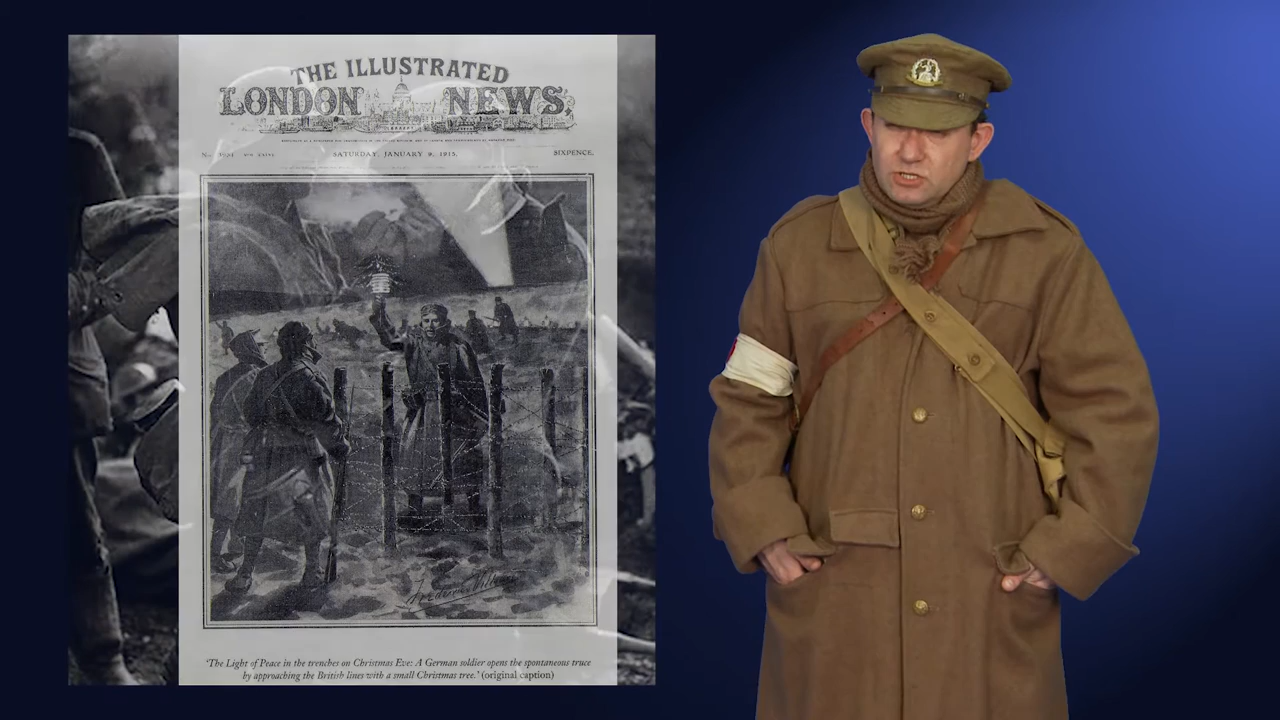 THE ILLUSTRATED
LONDON NEWS,
SATURDAY, JANUARY 9, 1915.
SIXPENCE.
'The Light of Peace in the trenches on Christmas Eve: A German soldier opens the spontaneous truce
by approaching the British lines with a small Christmas tree.' (original caption)